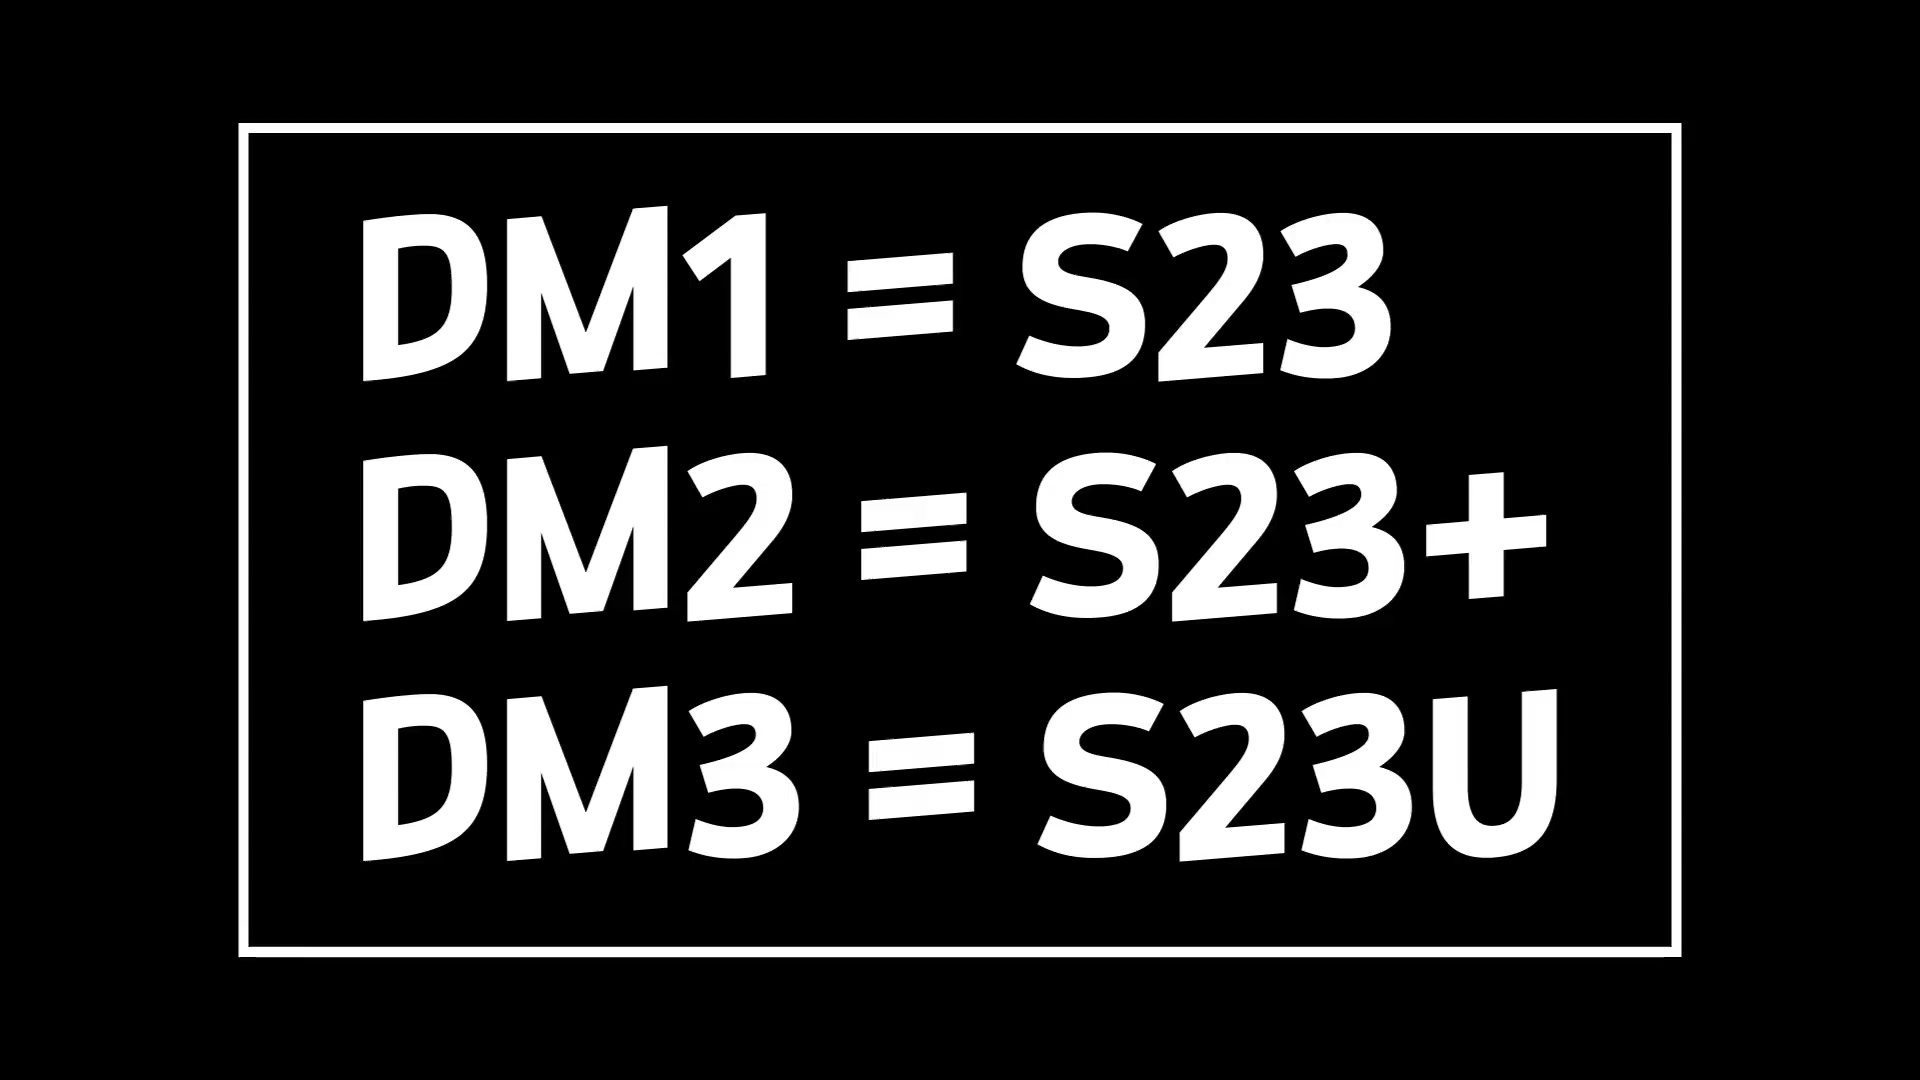 DM1 = S23
DM2 = S23+
DM3 = S23U